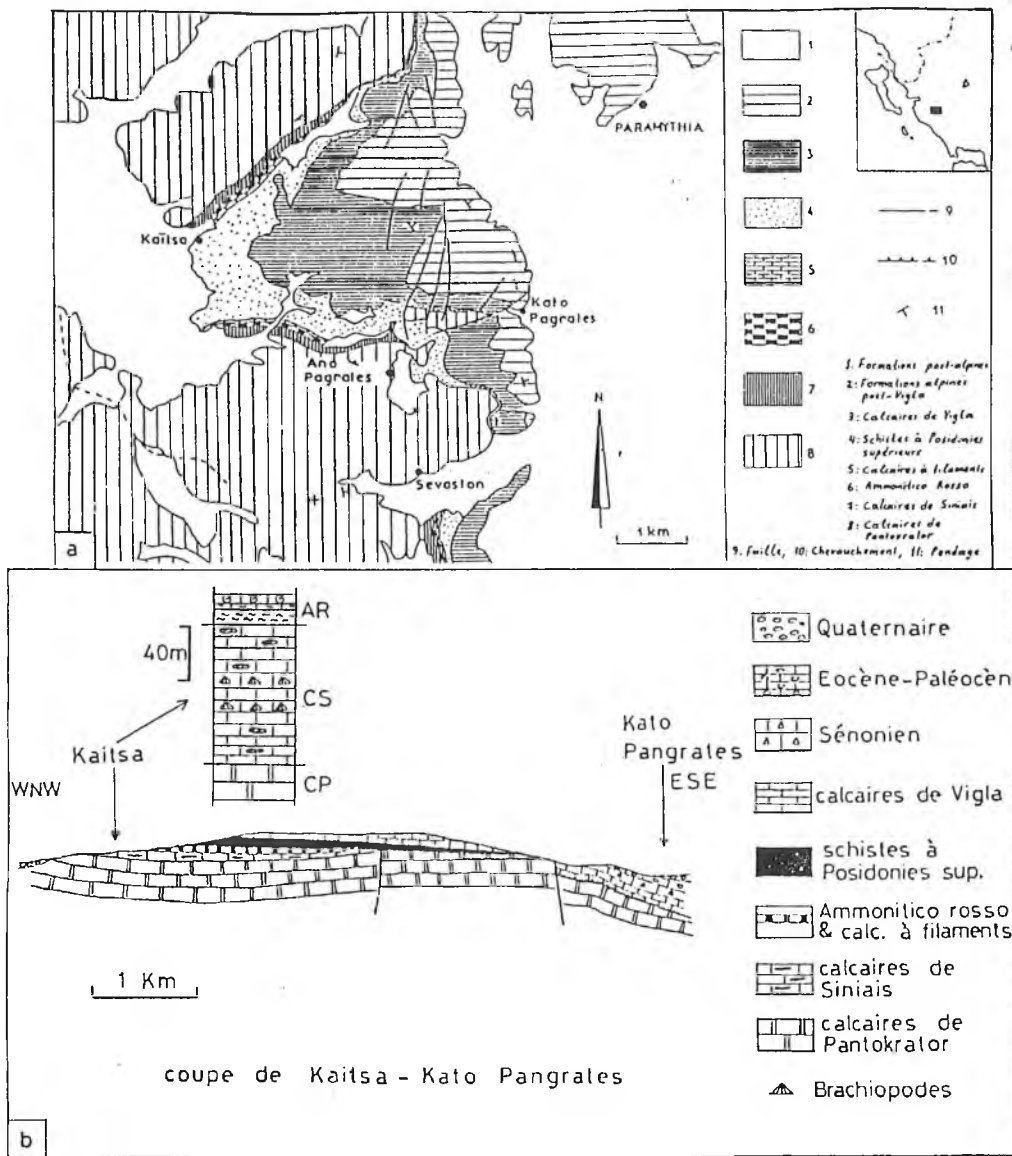 PARAMYTHIA
Kaïtsa
Kato
Pagrates
Ano
Pagrates
Sevaston
N
1 km
a
1
2
3
4
5
6
7
8
9
10
11
1. Formations post-alpines
2: Formations alpines
post-Vigla
3: Calcaires de Vigla
4: Schistes à Posidonies
supérieurs
5: Calcaires à filaments
6: Ammonitico Rosso
7: Calcaires de Siniais
8: Calcaires de
Pantokrator
9. Faille, 10: Chevauchement, 11: Pendage
AR
40m
CS
CP
Kaitsa
WNW
Kato
Pangrates
ESE
1 Km
coupe de Kaitsa - Kato Pangrates
b
Quaternaire
Eocène-Paléocèn
Sénonien
calcaires de Vigla
schistes à
Posidonies sup.
Ammonitico rosso
& calc. à filaments
calcaires de
Siniais
calcaires de
Pantokrator
Brachiopodes